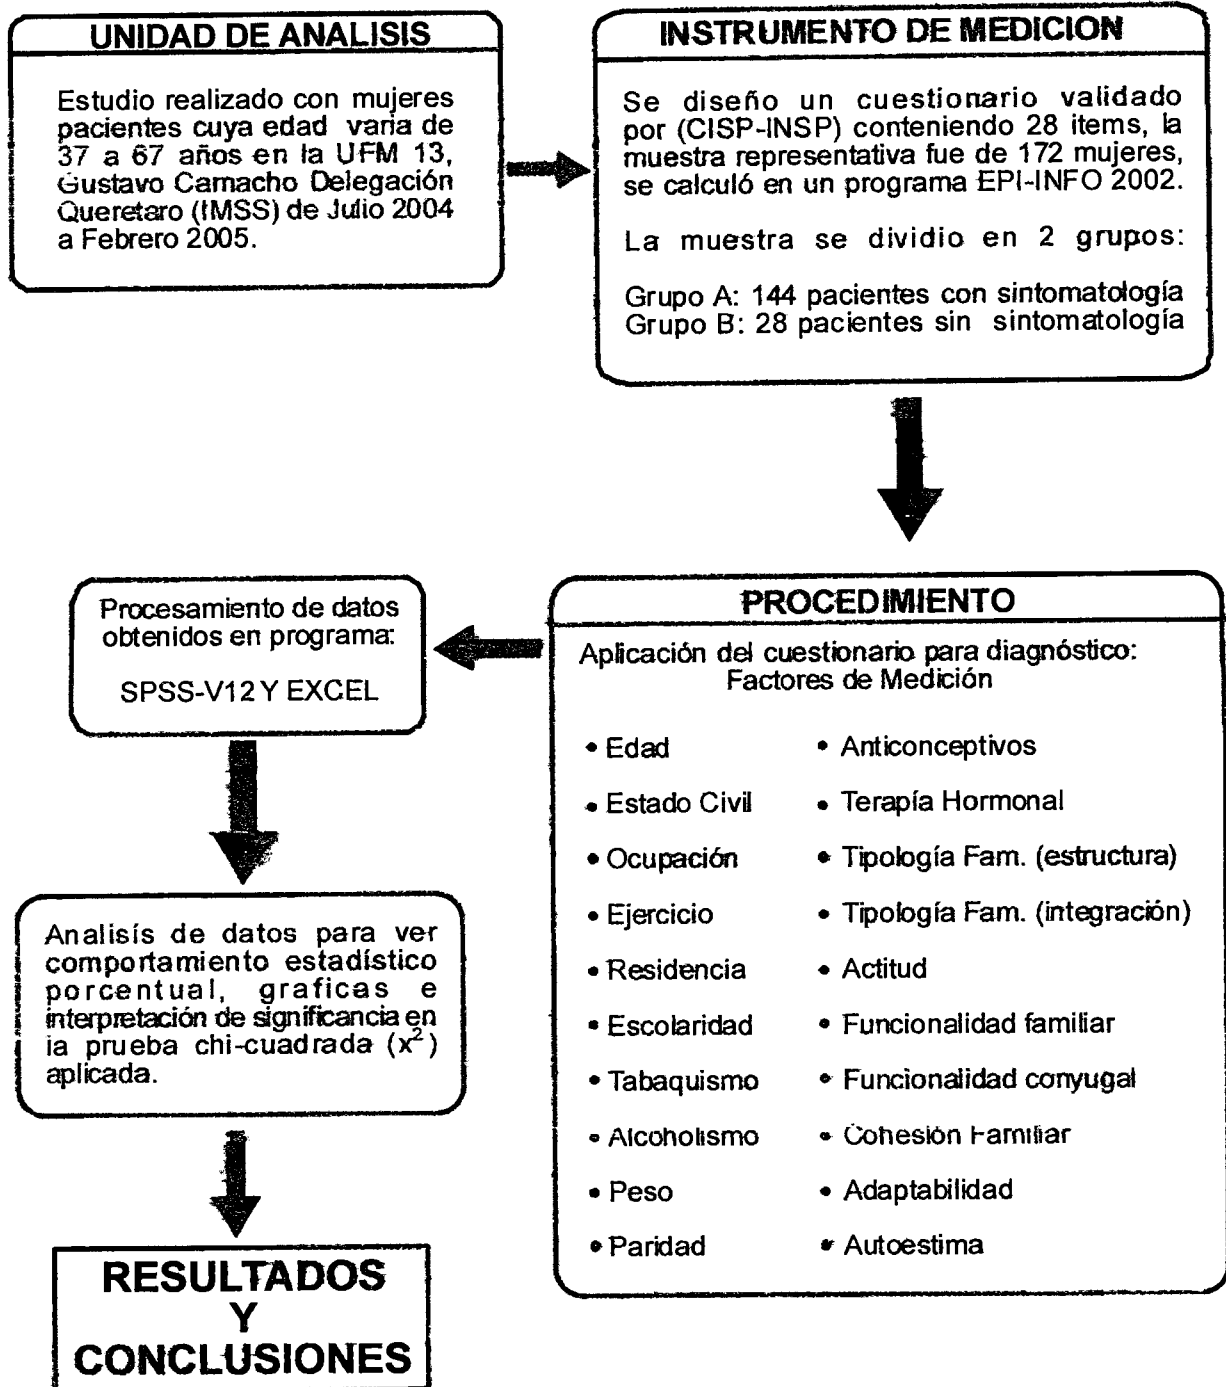 UNIDAD DE ANALISIS
Estudio realizado con mujeres
pacientes cuya edad varia de
37 a 67 años en la UFM 13,
Gustavo Camacho Delegación
Queretaro (IMSS) de Julio 2004
a Febrero 2005.
INSTRUMENTO DE MEDICION
Se diseño un cuestionario validado
por (CISP-INSP) conteniendo 28 items, la
muestra representativa fue de 172 mujeres,
se calculó en un programa EPI-INFO 2002.
La muestra se dividio en 2 grupos:
Grupo A: 144 pacientes con sintomatología
Grupo B: 28 pacientes sin sintomatología
PROCEDIMIENTO
Aplicación del cuestionario para diagnóstico:
Factores de Medición
• Edad
• Estado Civil
• Ocupación
• Ejercicio
• Residencia
• Escolaridad
• Tabaquismo
• Alcoholismo
• Peso
• Paridad
• Anticonceptivos
• Terapía Hormonal
• Tipología Fam. (estructura)
• Tipología Fam. (integración)
• Actitud
• Funcionalidad familiar
• Funcionalidad conyugal
• Cohesión Familiar
• Adaptabilidad
• Autoestima
Procesamiento de datos
obtenidos en programa:
SPSS-V12 Y EXCEL
Analisís de datos para ver
comportamiento estadístico
porcentual, graficas e
interpretación de significancia en
la prueba chi-cuadrada (x²)
aplicada.
RESULTADOS
Y
CONCLUSIONES